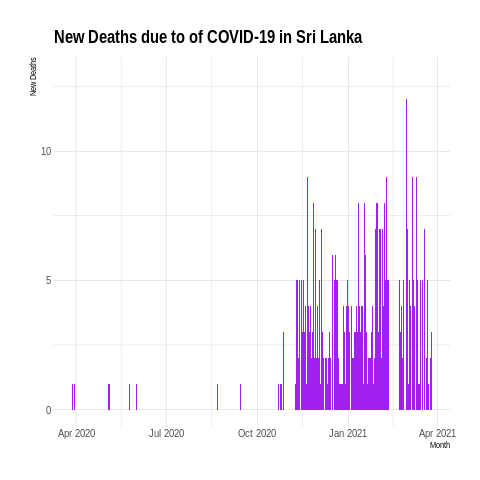 New Deaths due to of COVID-19 in Sri Lanka
New Deaths
10
5
0
Apr 2020 Jul 2020 Oct 2020 Jan 2021 Apr 2021
Month